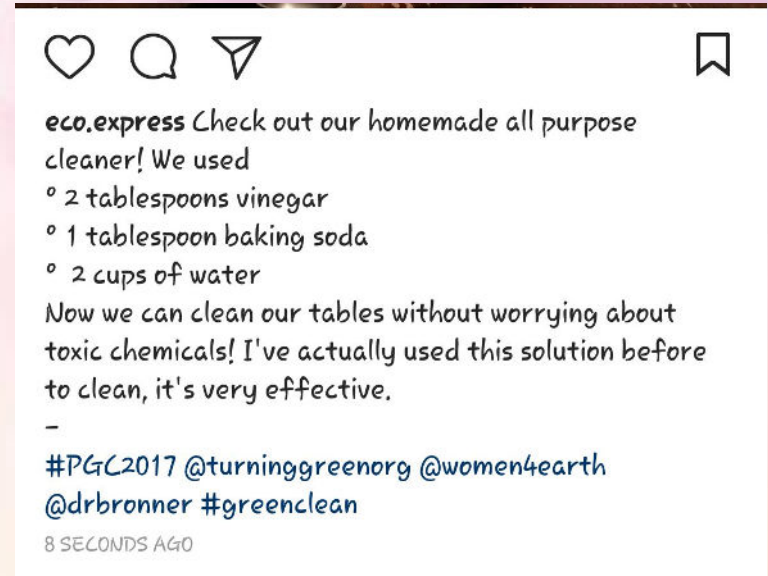 eco.express Check out our homemade all purpose
cleaner! We used
° 2 tablespoons vinegar
° 1 tablespoon baking soda
°  2 cups of water
Now we can clean our tables without worrying about
toxic chemicals! I've actually used this solution before
to clean, it's very effective.
–
#PGC2017 @turninggreenorg @women4earth
@drbronner #greenclean
8 SECONDS AGO